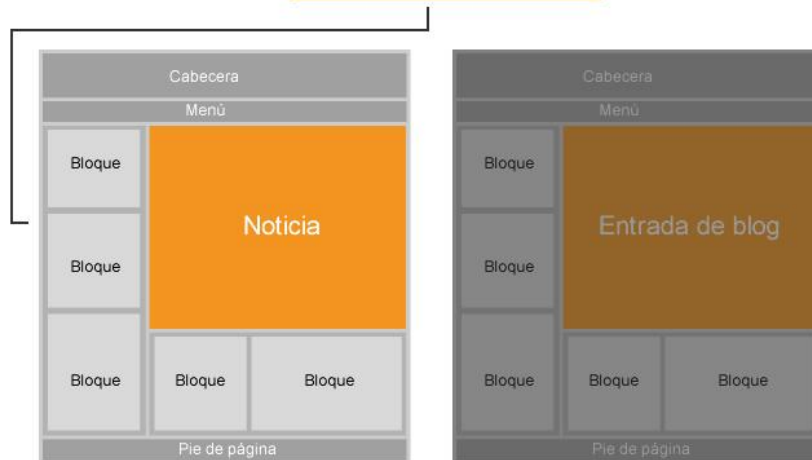 Cabecera
Menú
Bloque
Noticia
Bloque
Bloque
Bloque
Bloque
Pie de página
Cabecera
Menú
Bloque
Entrada de blog
Bloque
Bloque
Bloque
Bloque
Pie de página